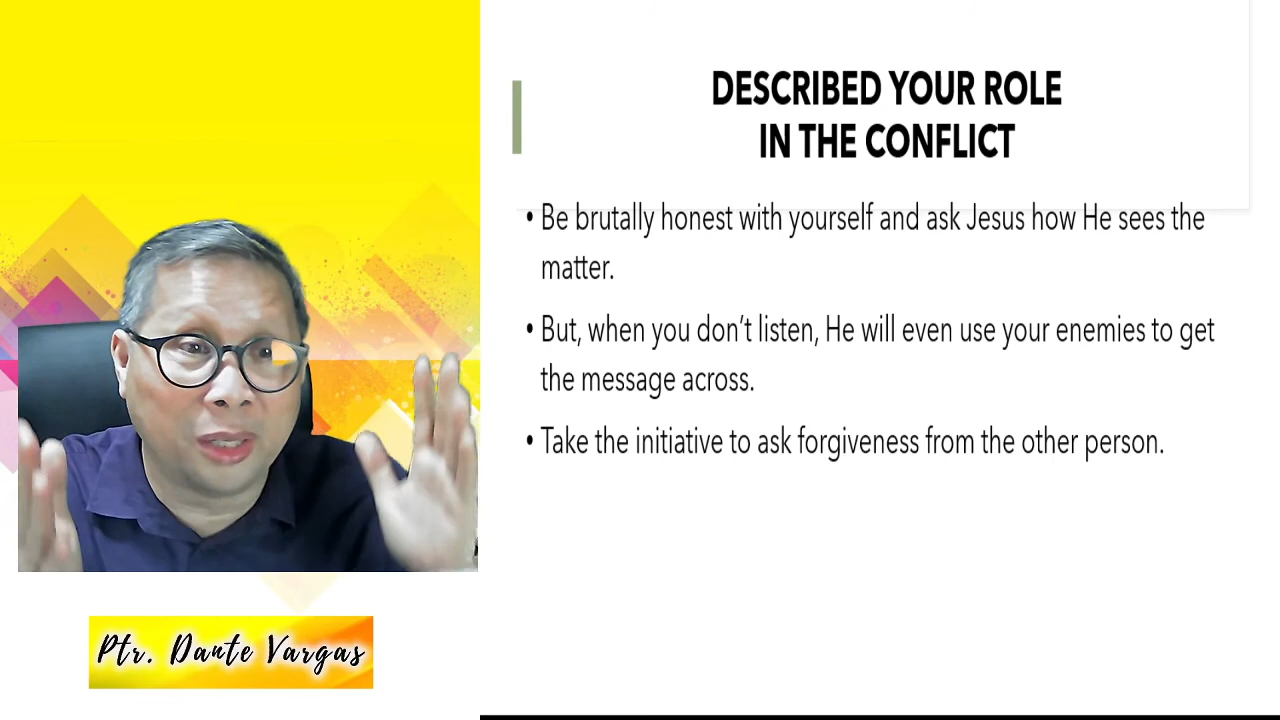 DESCRIBED YOUR ROLE
IN THE CONFLICT
• Be brutally honest with yourself and ask Jesus how He sees the
matter.
• But, when you don’t listen, He will even use your enemies to get
the message across.
• Take the initiative to ask forgiveness from the other person.
Ptr. Dante Vargas